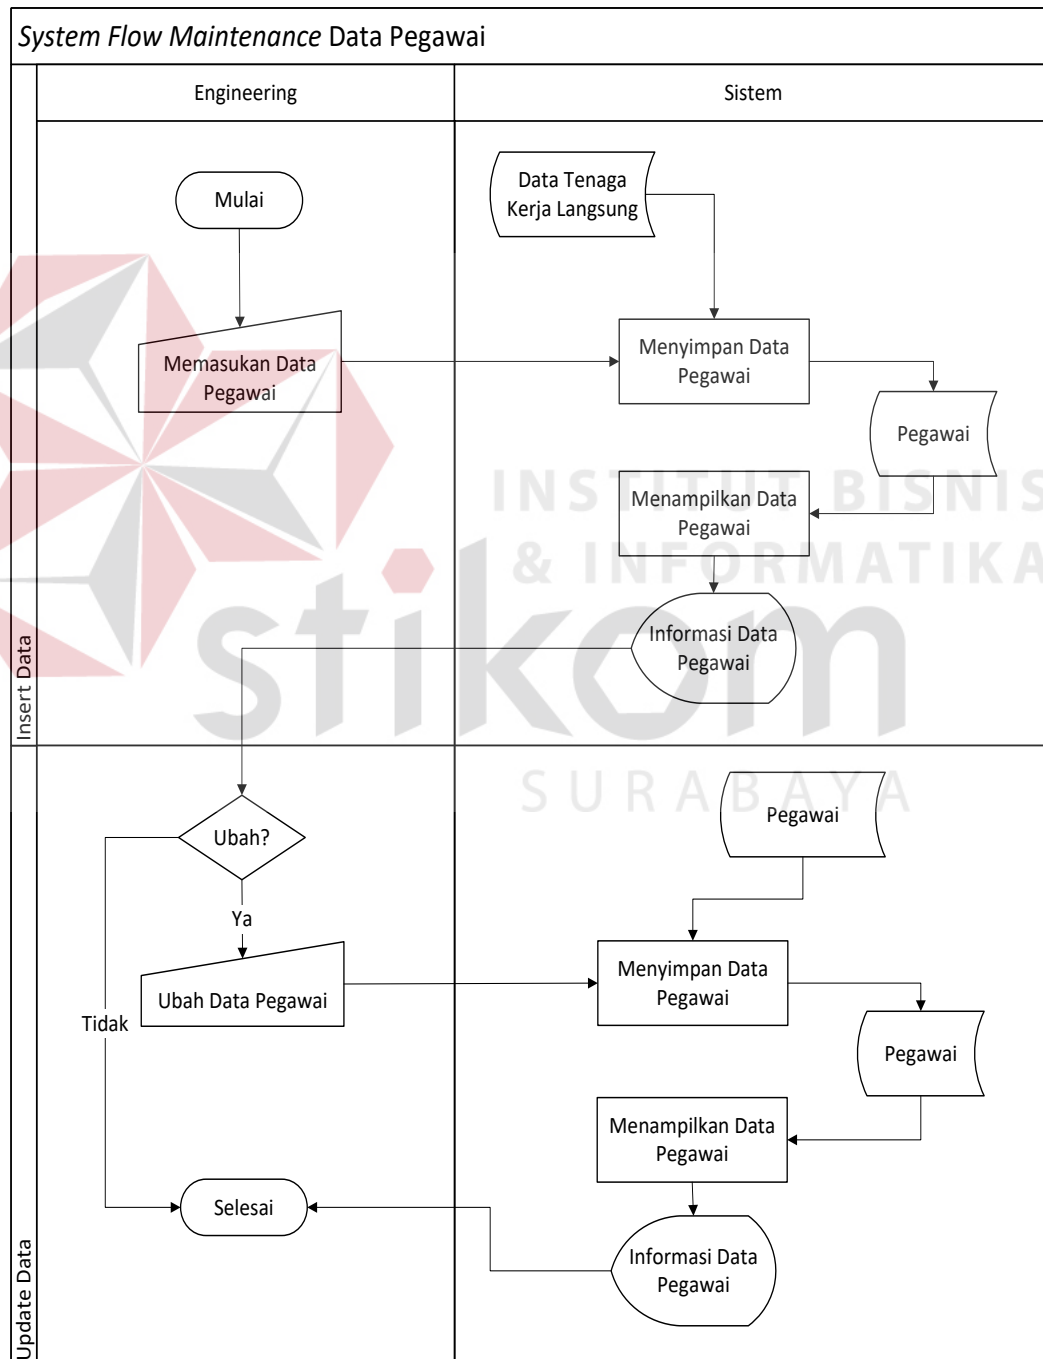 System Flow Maintenance Data Pegawai
Engineering
Sistem
Insert Data
Mulai
Data Tenaga
Kerja Langsung
Memasukan Data
Pegawai
Menyimpan Data
Pegawai
Pegawai
Menampilkan Data
Pegawai
Informasi Data
Pegawai
INSTITUT BISNIS
& INFORMATIKA
stikom
SURABAYA
Update Data
Ubah?
Ya
Tidak
Ubah Data Pegawai
Pegawai
Menyimpan Data
Pegawai
Pegawai
Menampilkan Data
Pegawai
Informasi Data
Pegawai
Selesai